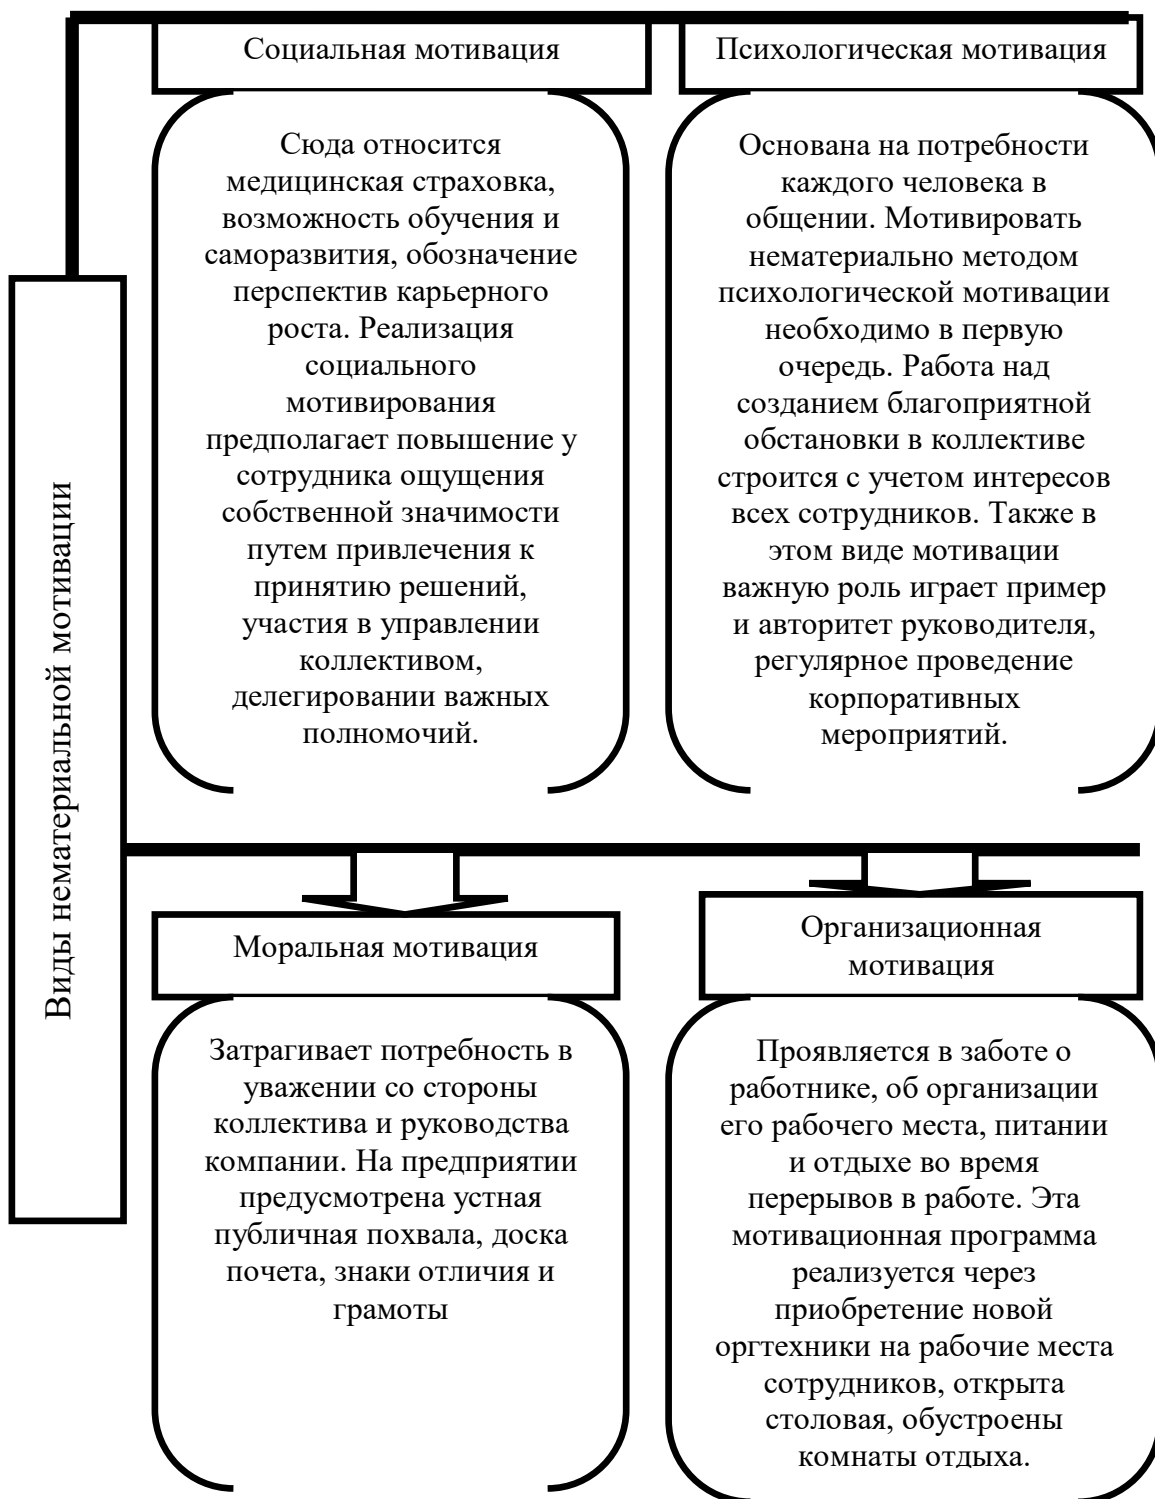 Виды нематериальной мотивации
Социальная мотивация
Сюда относится
медицинская страховка,
возможность обучения и
саморазвития, обозначение
перспектив карьерного
роста. Реализация
социального
мотивирования
предполагает повышение у
сотрудника ощущения
собственной значимости
путем привлечения к
принятию решений,
участия в управлении
коллективом,
делегировании важных
полномочий.
Психологическая мотивация
Основана на потребности
каждого человека в
общении. Мотивировать
нематериально методом
психологической мотивации
необходимо в первую
очередь. Работа над
созданием благоприятной
обстановки в коллективе
строится с учетом интересов
всех сотрудников. Также в
этом виде мотивации
важную роль играет пример
и авторитет руководителя,
регулярное проведение
корпоративных
мероприятий.
Моральная мотивация
Затрагивает потребность в
уважении со стороны
коллектива и руководства
компании. На предприятии
предусмотрена устная
публичная похвала, доска
почета, знаки отличия и
грамоты
Организационная
мотивация
Проявляется в заботе о
работнике, об организации
его рабочего места, питании
и отдыхе во время
перерывов в работе. Эта
мотивационная программа
реализуется через
приобретение новой
оргтехники на рабочие места
сотрудников, открыта
столовая, обустроены
комнаты отдыха.